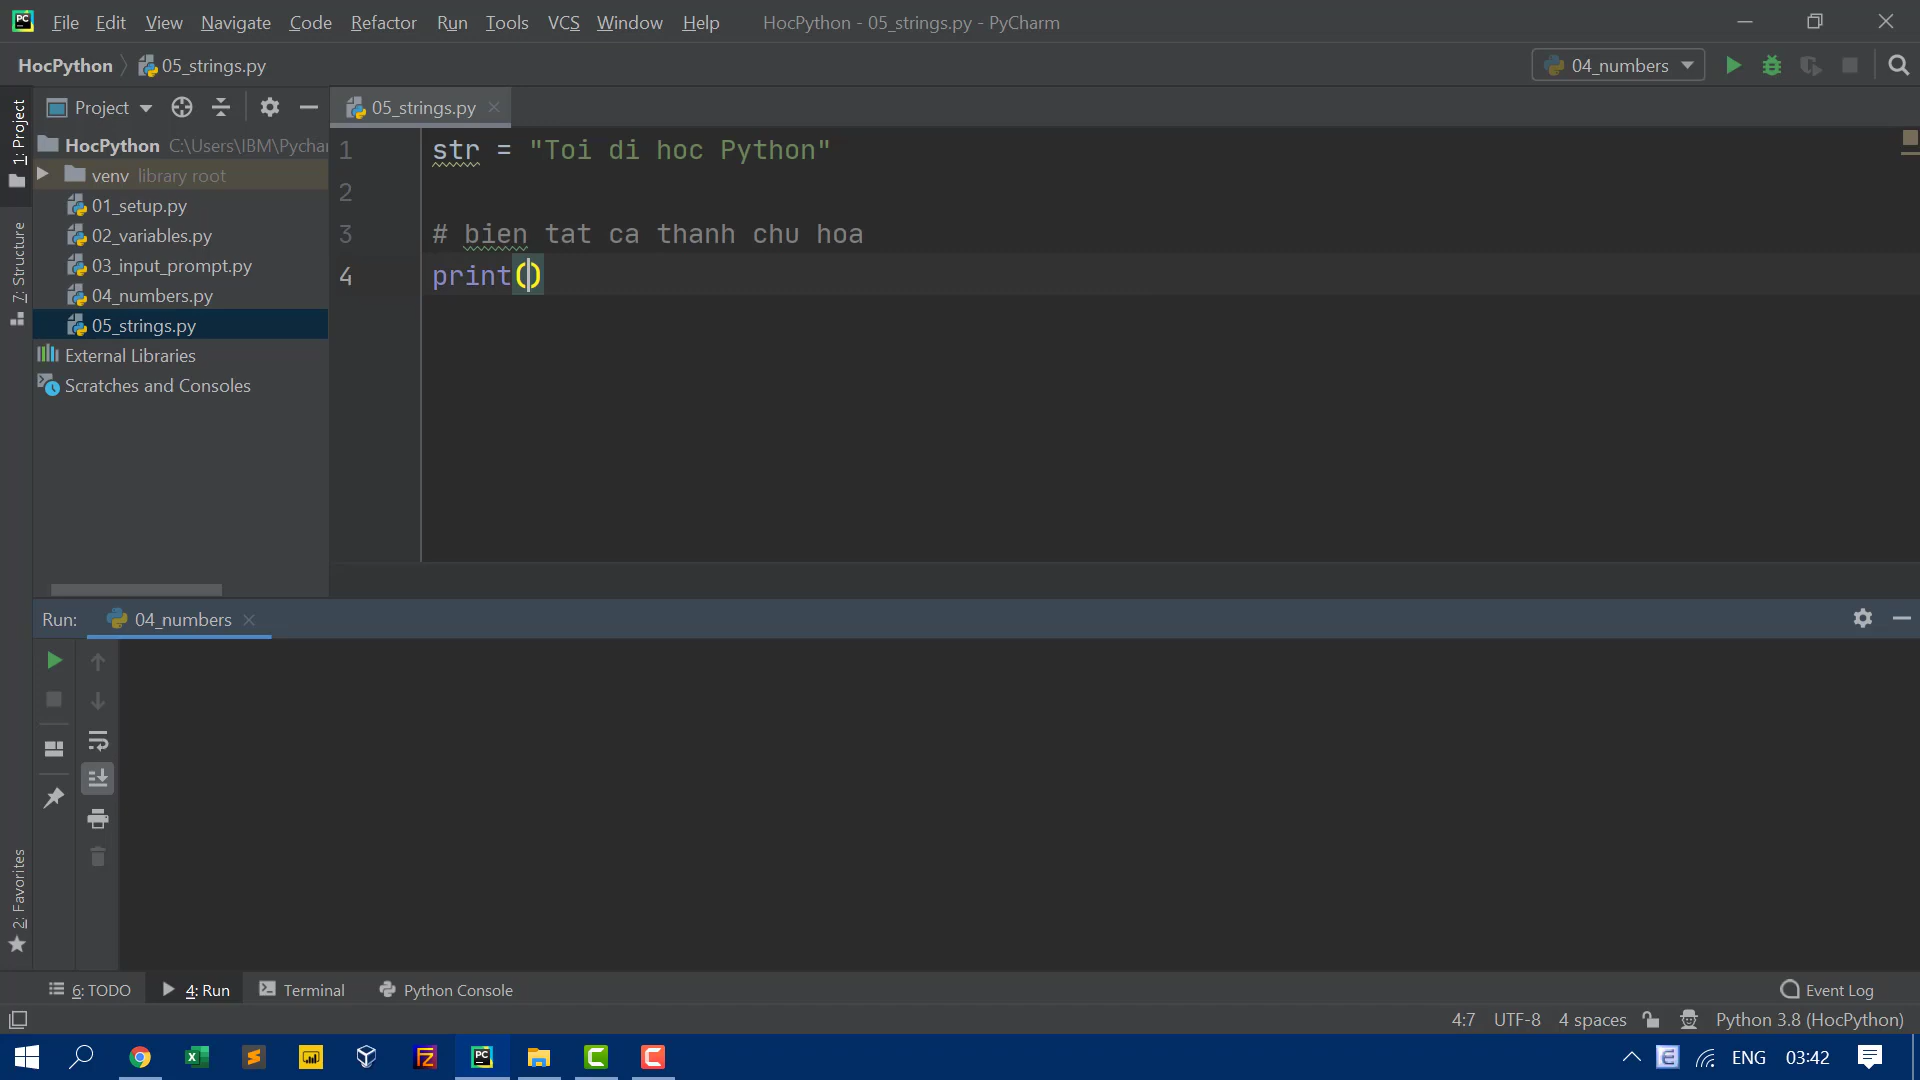 File Edit View Navigate Code Refactor Run Tools VCS Window Help HocPython - 05_strings.py - PyCharm
HocPython 05_strings.py 04_numbers
1: Project
7: Structure
2: Favorites
Project
HocPython C:\Users\IBM\Pychar
venv library root
01_setup.py
02_variables.py
03_input_prompt.py
04_numbers.py
05_strings.py
External Libraries
Scratches and Consoles
05_strings.py
1 str = "Toi di hoc Python"
2
3 # bien tat ca thanh chu hoa
4 print()
Run: 04_numbers
6: TODO 4: Run Terminal Python Console Event Log
4:7 UTF-8 4 spaces Python 3.8 (HocPython)
ENG 03:42